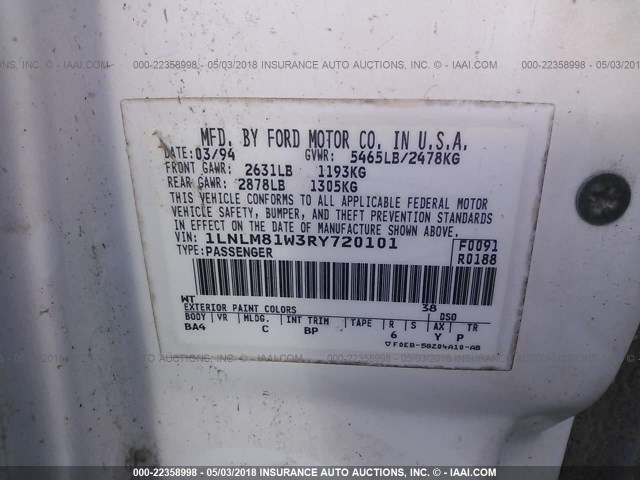 000-22358998 - 05/03/2018 INSURANCE AUTO AUCTIONS, INC. - © IAAI.COM
MFD. BY FORD MOTOR CO. IN U.S.A.
DATE: 03/94 GVWR: 5465LB/2478KG
FRONT GAWR: 2631LB 1193KG
REAR GAWR: 2878LB 1305KG
THIS VEHICLE CONFORMS TO ALL APPLICABLE FEDERAL MOTOR
VEHICLE SAFETY, BUMPER, AND THEFT PREVENTION STANDARDS
IN EFFECT ON THE DATE OF MANUFACTURE SHOWN ABOVE.
VIN: 1LNLM81W3RY720101 F0091
TYPE: PASSENGER R0188
WT 38
EXTERIOR PAINT COLORS DSO
BODY VR MLDG. INT TRIM TAPE R S AX TR
BA4 C BP 6 Y P
▽F0EB-58204A10-AB
000-22358998 - 05/03/2018 INSURANCE AUTO AUCTIONS, INC. - © IAAI.COM